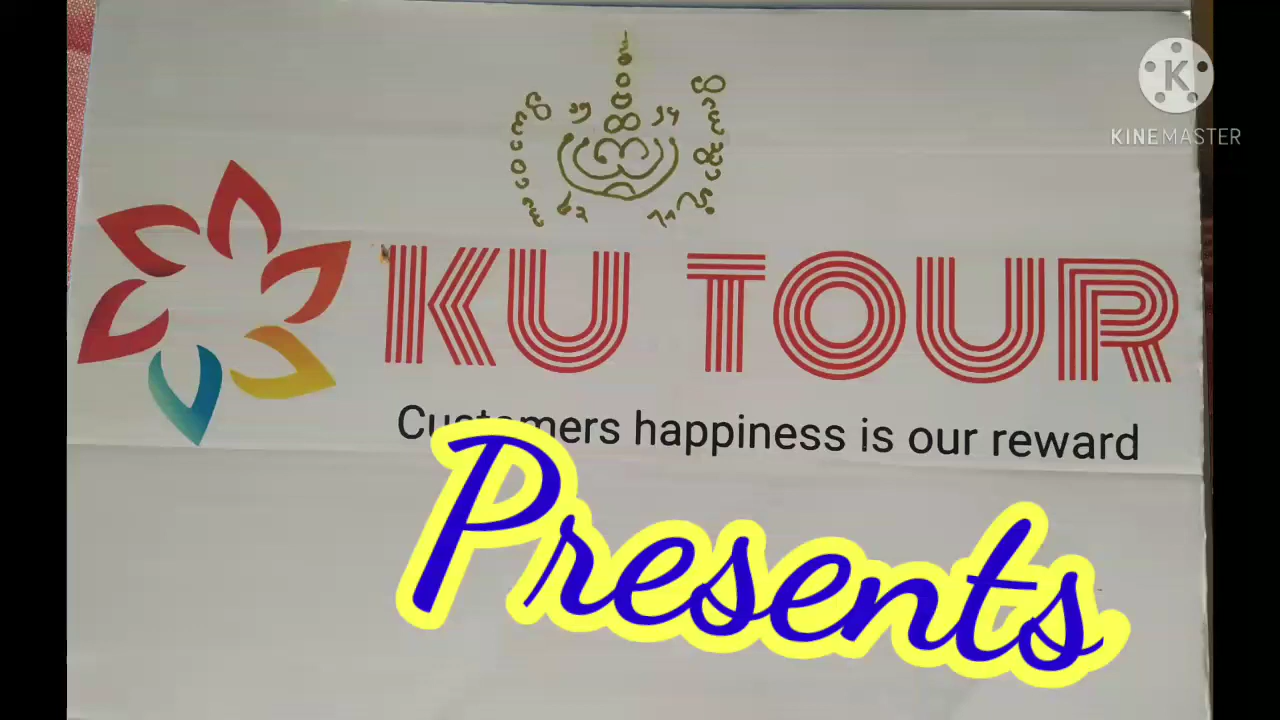 K
KINEMASTER
KU TOUR
Customers happiness is our reward
Presents